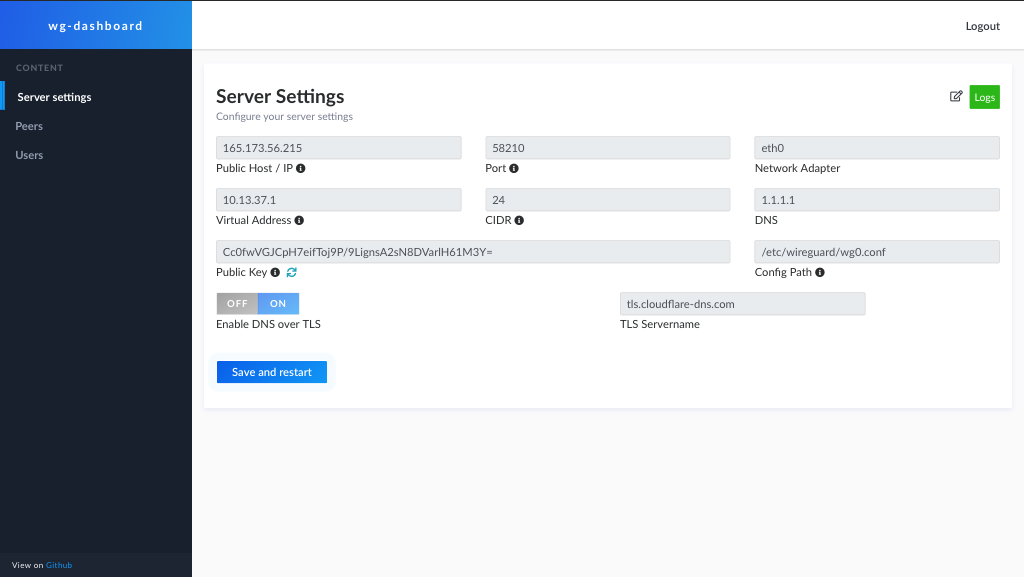 wg-dashboard
Logout
CONTENT
Server settings
Peers
Users
Server Settings
Logs
Configure your server settings
165.173.56.215
58210
eth0
Public Host / IP
Port
Network Adapter
10.13.37.1
24
1.1.1.1
Virtual Address
CIDR
DNS
Cc0fwVGJCpH7eifToj9P/9LignsA2sN8DVarlH61M3Y=
/etc/wireguard/wg0.conf
Public Key
Config Path
OFF ON
tls.cloudflare-dns.com
Enable DNS over TLS
TLS Servername
Save and restart
View on Github